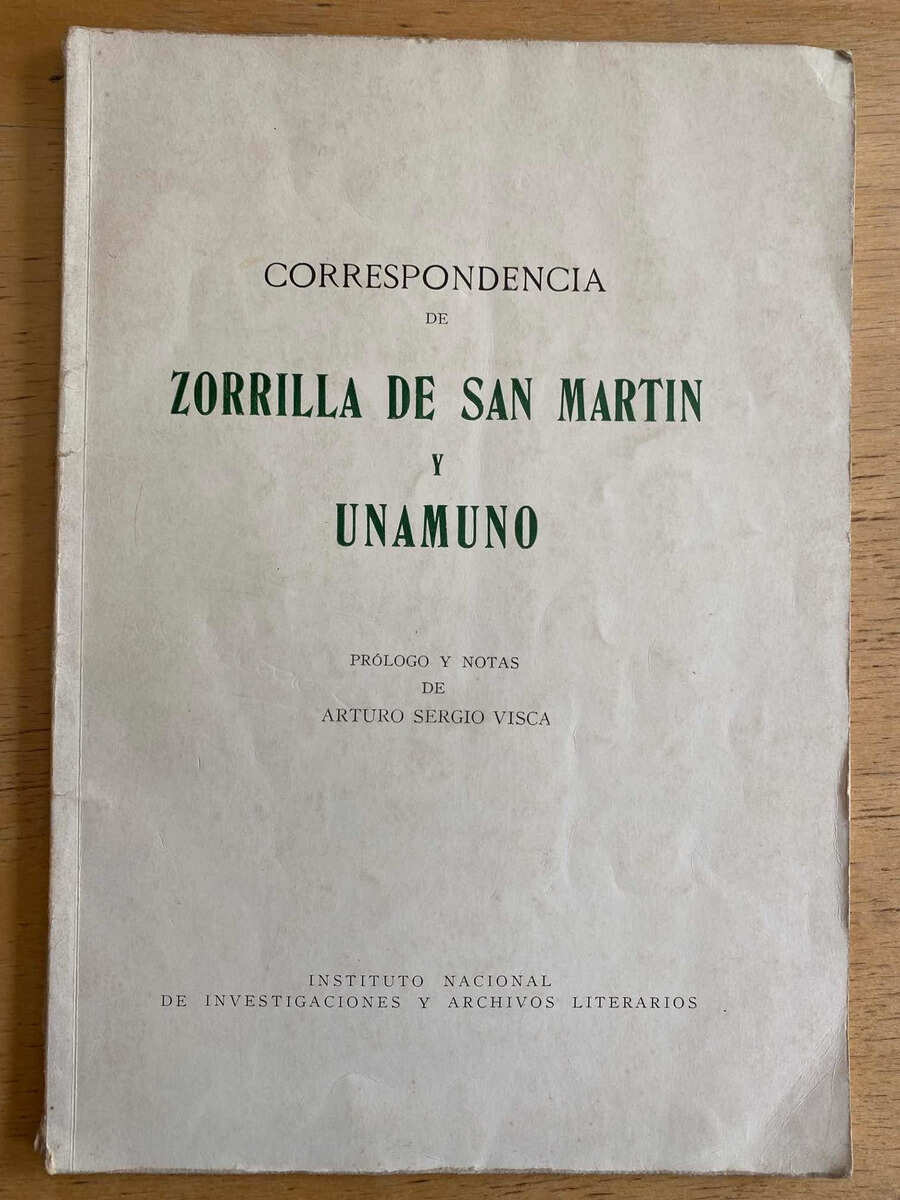 CORRESPONDENCIA
DE
ZORRILLA DE SAN MARTIN
Y
UNAMUNO
PRÓLOGO Y NOTAS
DE
ARTURO SERGIO VISCA
INSTITUTO NACIONAL
DE INVESTIGACIONES Y ARCHIVOS LITERARIOS